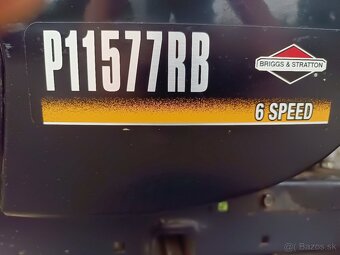 P11577RB
BRIGGS & STRATTON
®
6 SPEED
Bazos.sk